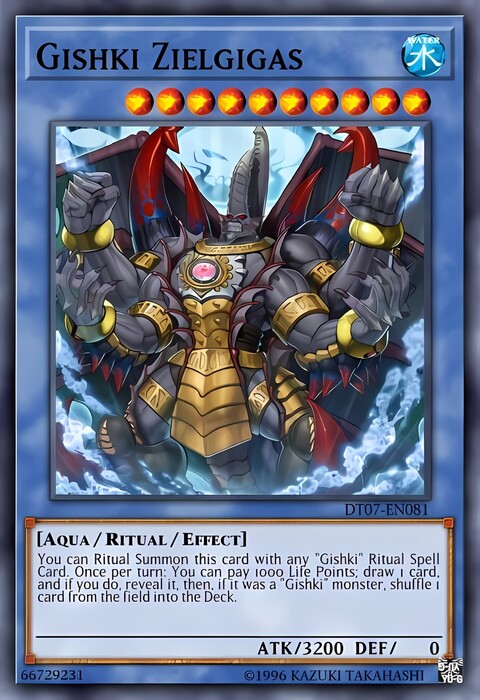 Gishki Zielgigas
WATER
水
DT07-EN081
[Aqua / Ritual / Effect]
You can Ritual Summon this card with any "Gishki" Ritual Spell
Card. Once per turn: You can pay 1000 Life Points; draw 1 card,
and if you do, reveal it, then, if it was a "Gishki" monster, shuffle 1
card from the field into the Deck.
ATK/3200 DEF/ 0
66729231
©1996 KAZUKI TAKAHASHI